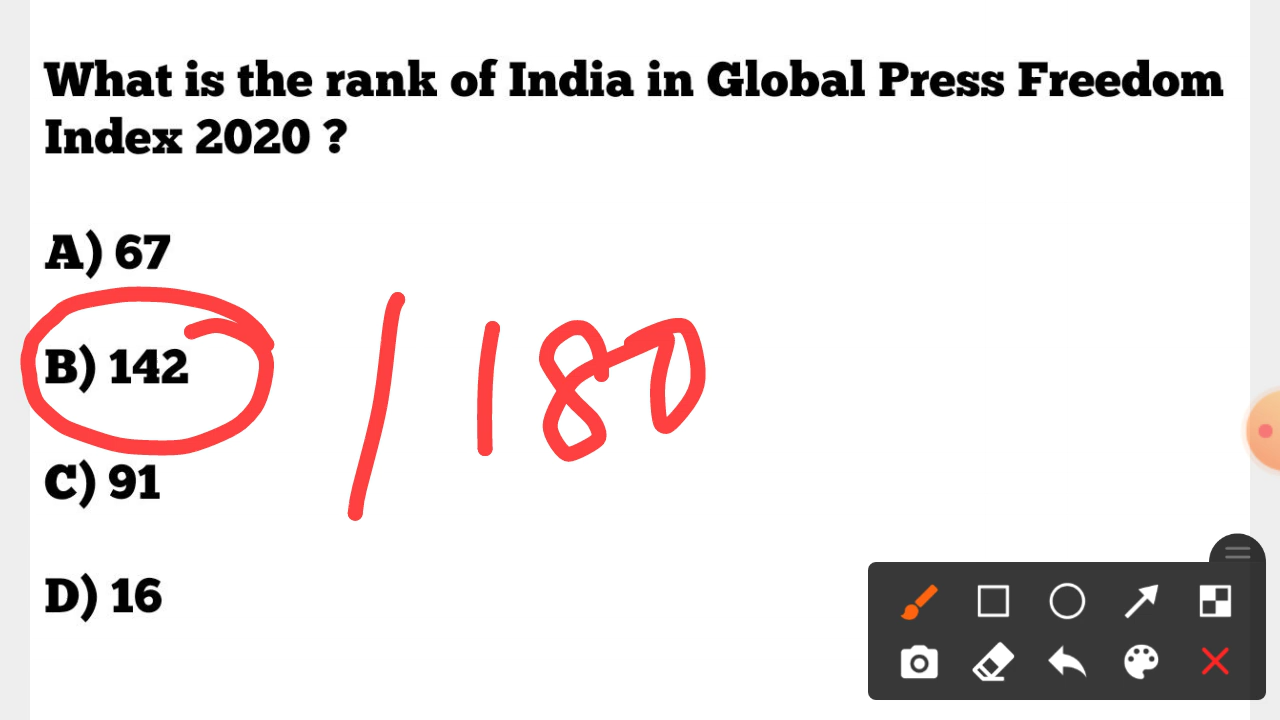 What is the rank of India in Global Press Freedom
Index 2020 ?
A) 67
B) 142 / 180
C) 91
D) 16